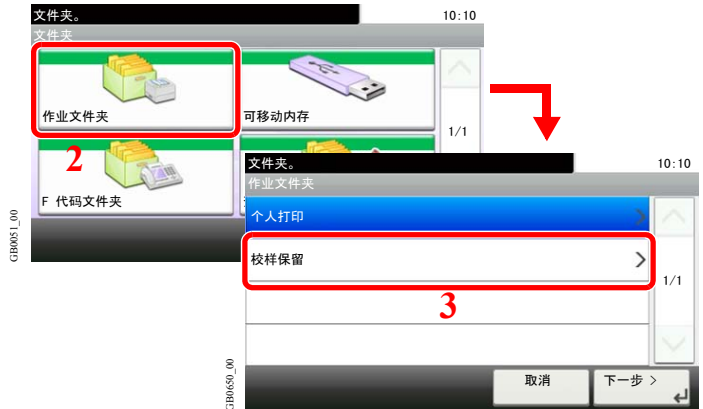 文件夹。 10:10
文件夹
作业文件夹
可移动内存
1/1
2
F 代码文件夹
GB0051_00
文件夹。 10:10
作业文件夹
个人打印
校样保留
1/1
3
取消
下一步 >
GB0650_00